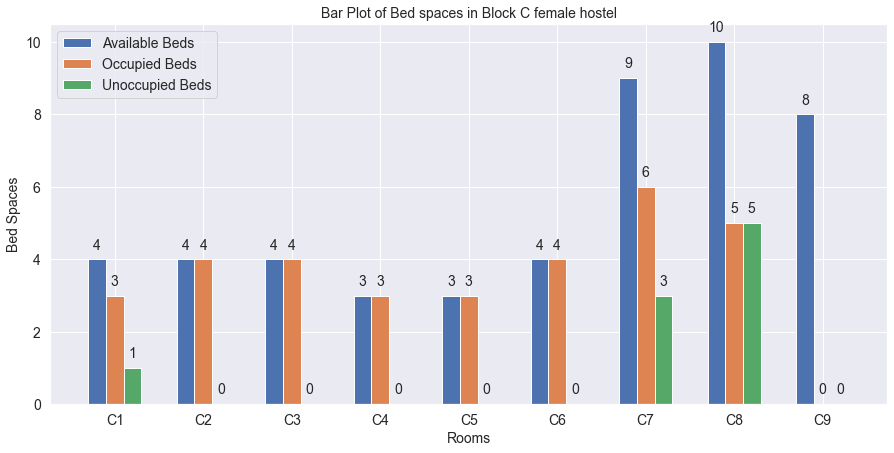 Bar Plot of Bed spaces in Block C female hostel
Available Beds
Occupied Beds
Unoccupied Beds
Bed Spaces
10
8
6
4
2
0
4 3 1
4 4 0
4 4 0
3 3 0
3 3 0
4 4 0
9 6 3
10 5 5
8 0 0
C1 C2 C3 C4 C5 C6 C7 C8 C9
Rooms